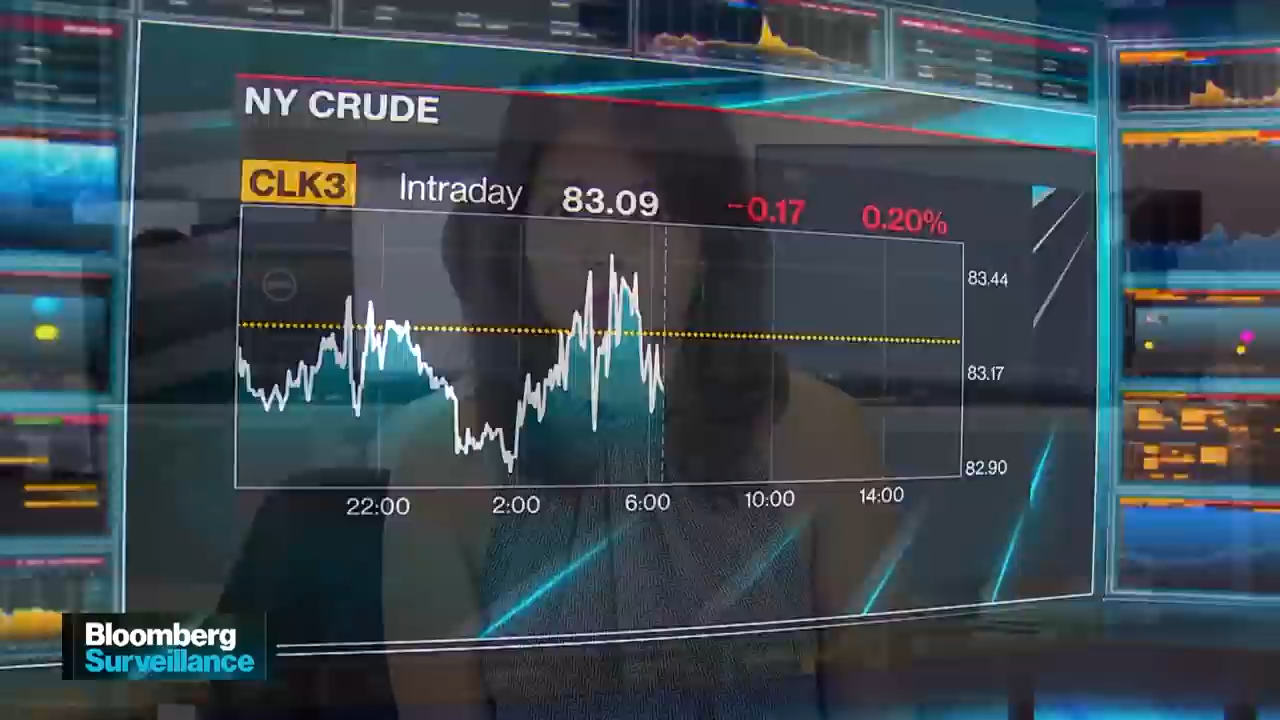 NY CRUDE
CLK3 Intraday 83.09 -0.17 0.20%
83.44
83.17
82.90
22:00 2:00 6:00 10:00 14:00
Bloomberg
Surveillance